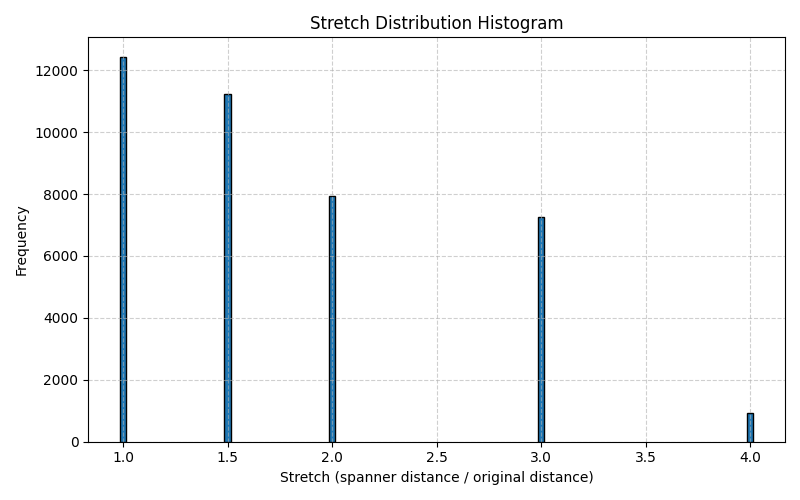 Stretch Distribution Histogram
Frequency
12000
10000
8000
6000
4000
2000
0
1.0 1.5 2.0 2.5 3.0 3.5 4.0
Stretch (spanner distance / original distance)